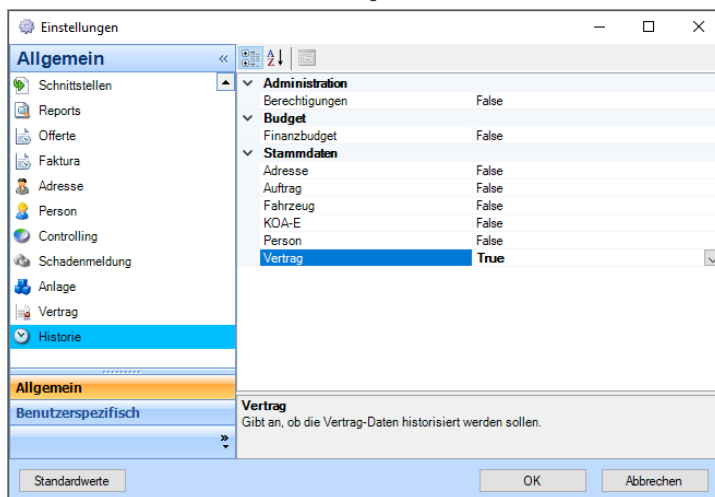 Einstellungen
Allgemein
Schnittstellen
Reports
Offerte
Faktura
Adresse
Person
Controlling
Schadenmeldung
Anlage
Vertrag
Historie
Allgemein
Benutzerspezifisch
Administration
Berechtigungen False
Budget
Finanzbudget False
Stammdaten
Adresse False
Auftrag False
Fahrzeug False
KOA-E False
Person False
Vertrag True
Vertrag
Gibt an, ob die Vertrag-Daten historisiert werden sollen.
Standardwerte OK Abbrechen